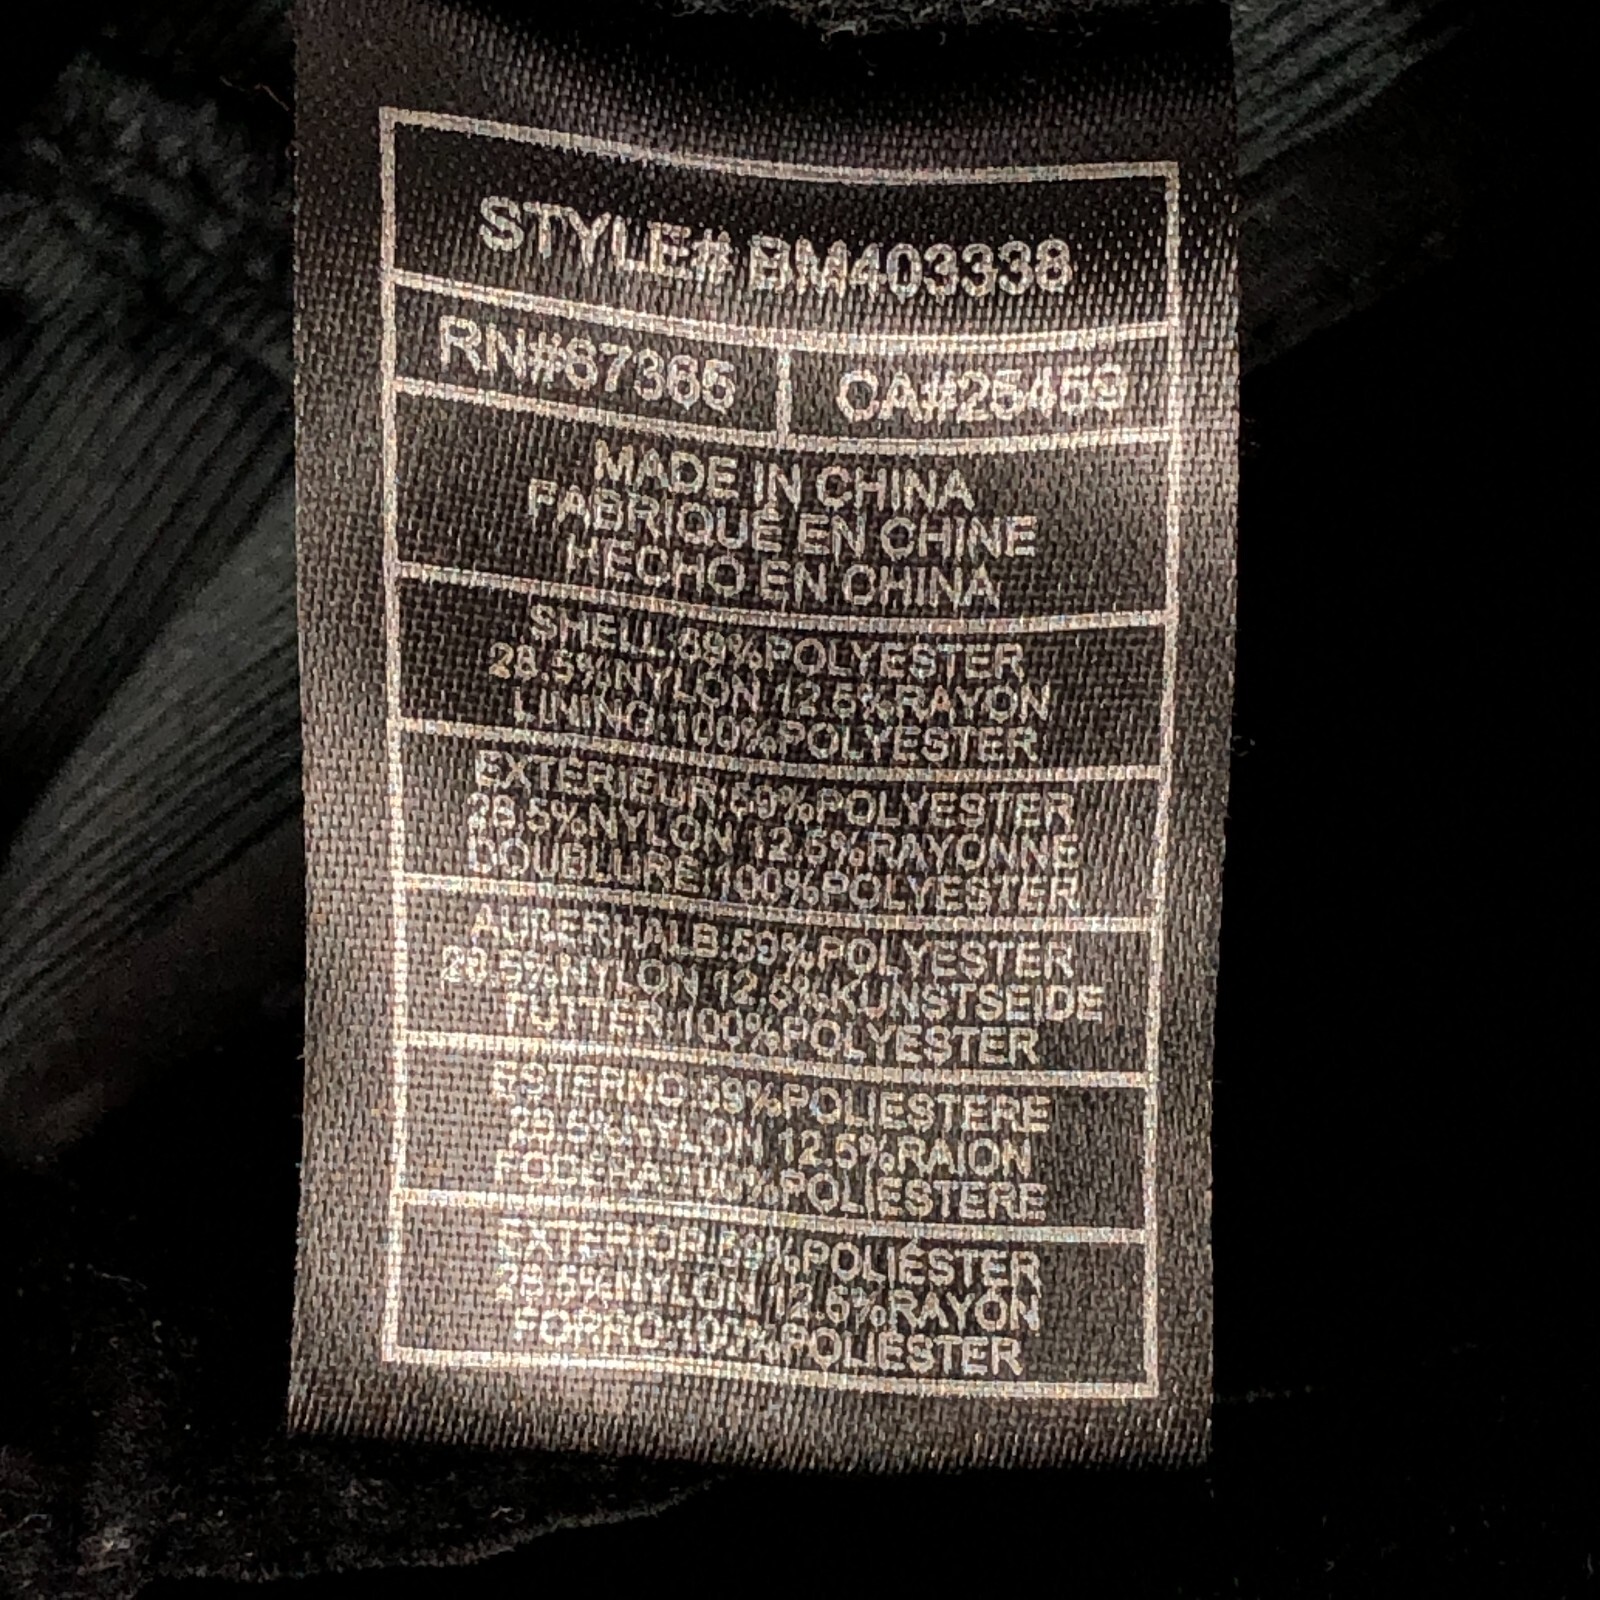 STYLE# BM403338
RN#67365 CA#25459
MADE IN CHINA
FABRIQUÉ EN CHINE
HECHO EN CHINA
SHELL:59%POLYESTER
28.5%NYLON 12.5%RAYON
LINING:100%POLYESTER
EXTÉRIEUR:59%POLYESTER
28.5%NYLON 12.5%RAYONNE
DOUBLURE:100%POLYESTER
AUßERHALB:59%POLYESTER
28.5%NYLON 12.5%KUNSTSEIDE
FUTTER:100%POLYESTER
ESTERNO:59%POLIESTERE
28.5%NYLON 12.5%RAION
FODERA:100%POLIESTERE
EXTERIOR:59%POLIÉSTER
28.5%NYLON 12.5%RAYON
FORRO:100%POLIÉSTER